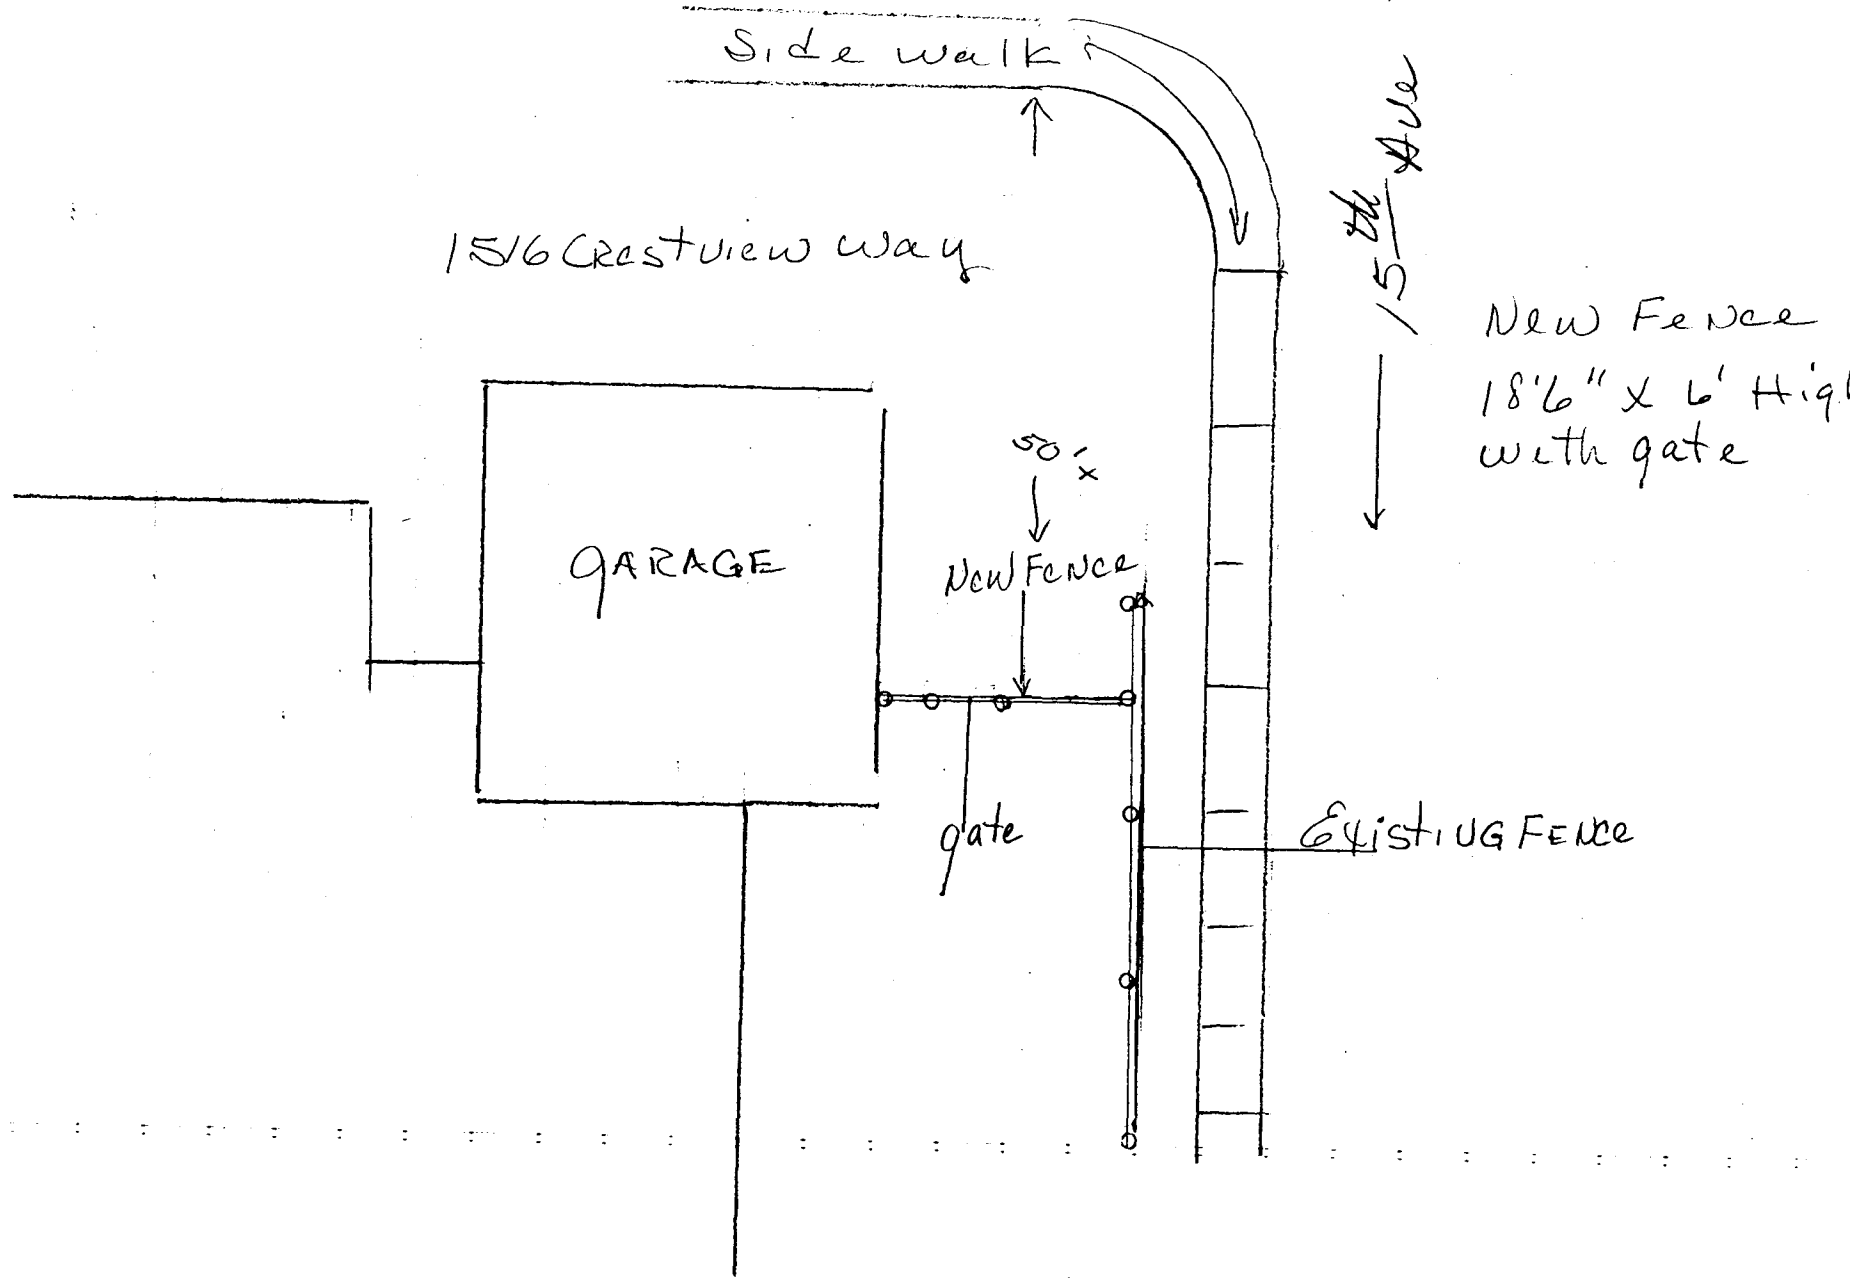 Side walk
15th Ave
1516 Crestview Way
New Fence
18'6" x 6' High
with gate
50'x
GARAGE
New Fence
gate
Existing Fence